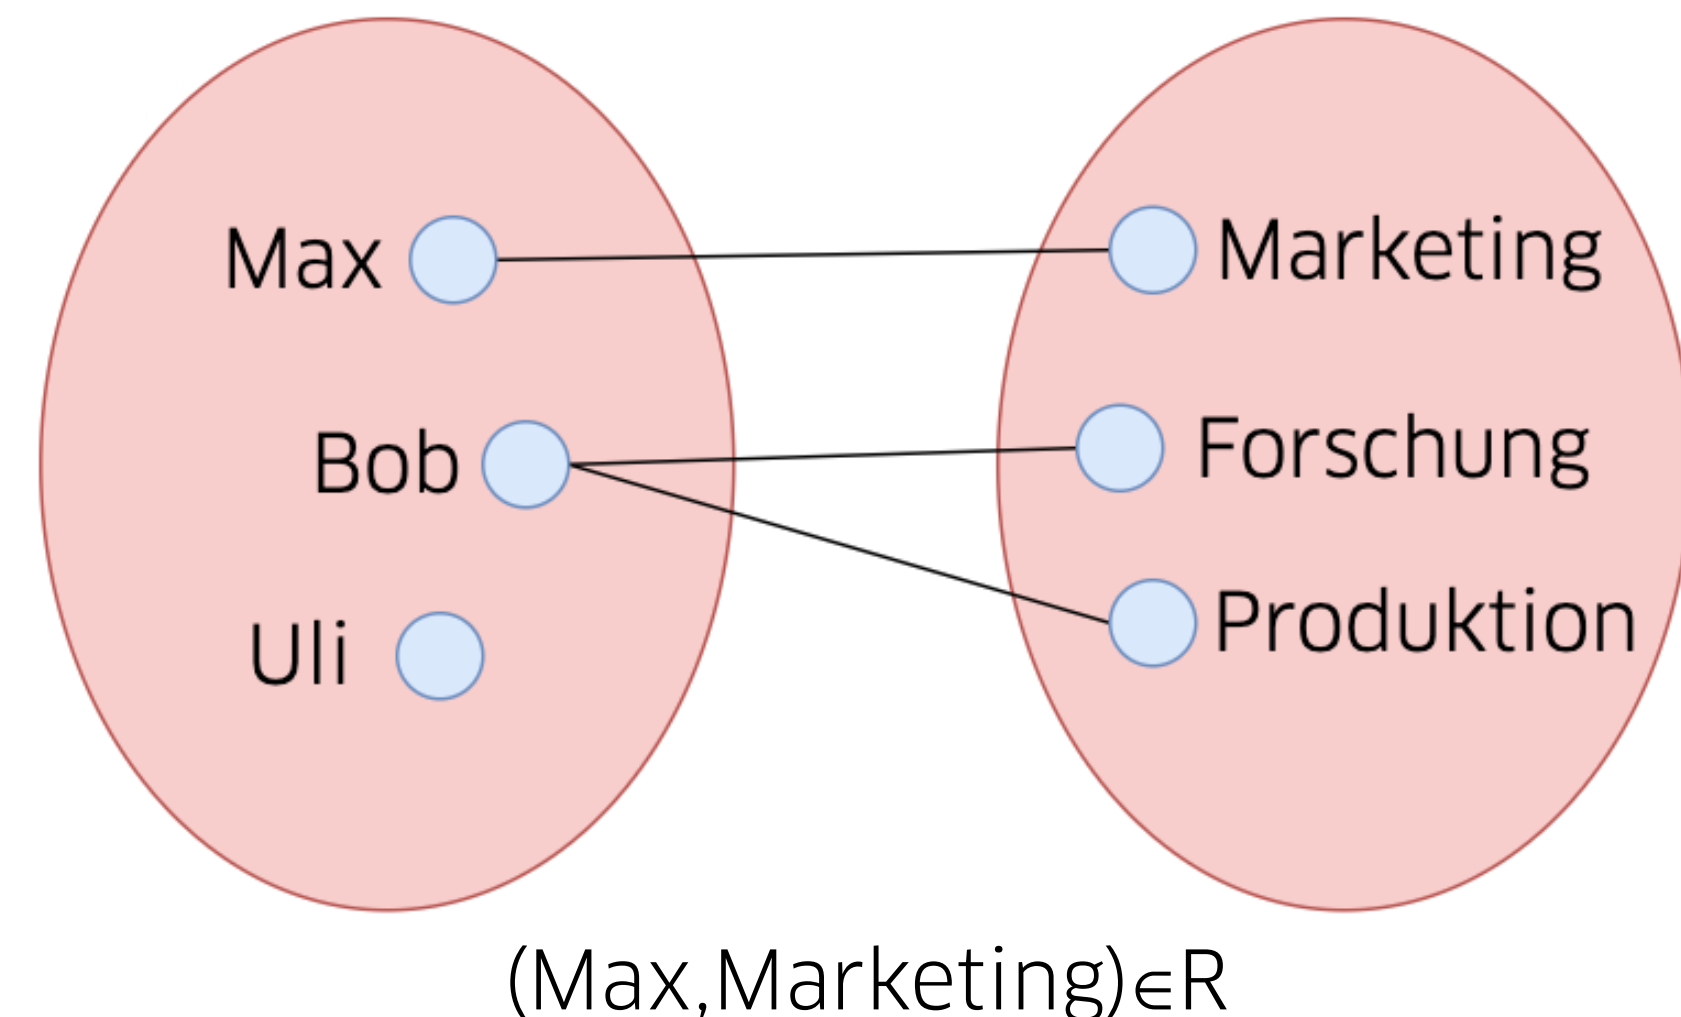 Max
Marketing
Bob
Forschung
Uli
Produktion
(Max,Marketing)∈R